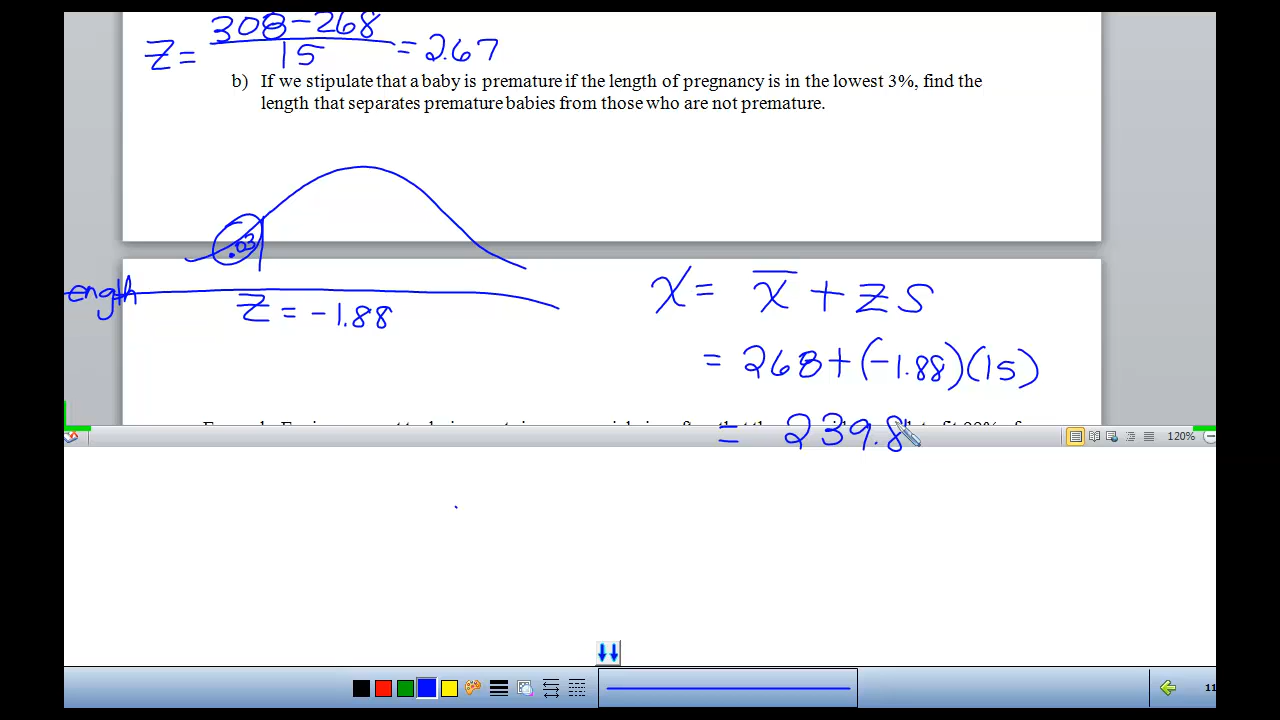 308-268
Z = 15 = 2.67
b) If we stipulate that a baby is premature if the length of pregnancy is in the lowest 3%, find the
length that separates premature babies from those who are not premature.
.03
ength
Z = -1.88
x = x̅ + z s
= 268 + (-1.88)(15)
= 239.8
120%
11